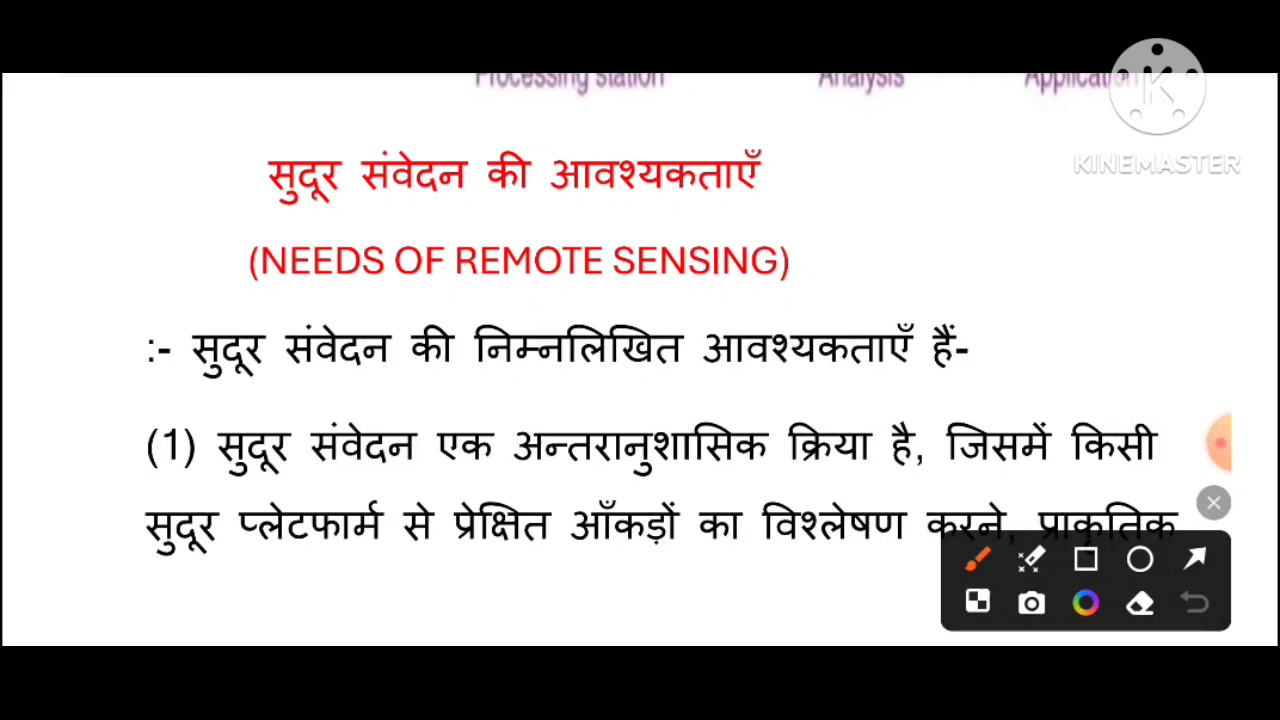 Processing station Analysis Application
KINEMASTER
सुदूर संवेदन की आवश्यकताएँ
(NEEDS OF REMOTE SENSING)
:- सुदूर संवेदन की निम्नलिखित आवश्यकताएँ हैं-
(1) सुदूर संवेदन एक अन्तरानुशासिक क्रिया है, जिसमें किसी
सुदूर प्लेटफार्म से प्रेक्षित आँकड़ों का विश्लेषण करने, प्राकृतिक